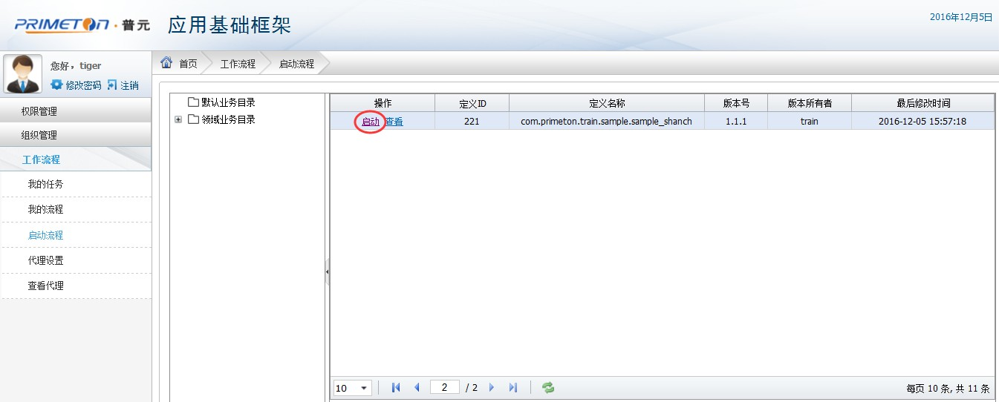 PRIMETON · 普元 应用基础框架 2016年12月5日
您好，tiger
修改密码 注销
首页 工作流程 启动流程
权限管理
组织管理
工作流程
我的任务
我的流程
启动流程
代理设置
查看代理
默认业务目录
领域业务目录
操作 定义ID 定义名称 版本号 版本所有者 最后修改时间
启动 查看 221 com.primeton.train.sample.sample_shanch 1.1.1 train 2016-12-05 15:57:18
10 2 / 2 每页 10 条, 共 11 条